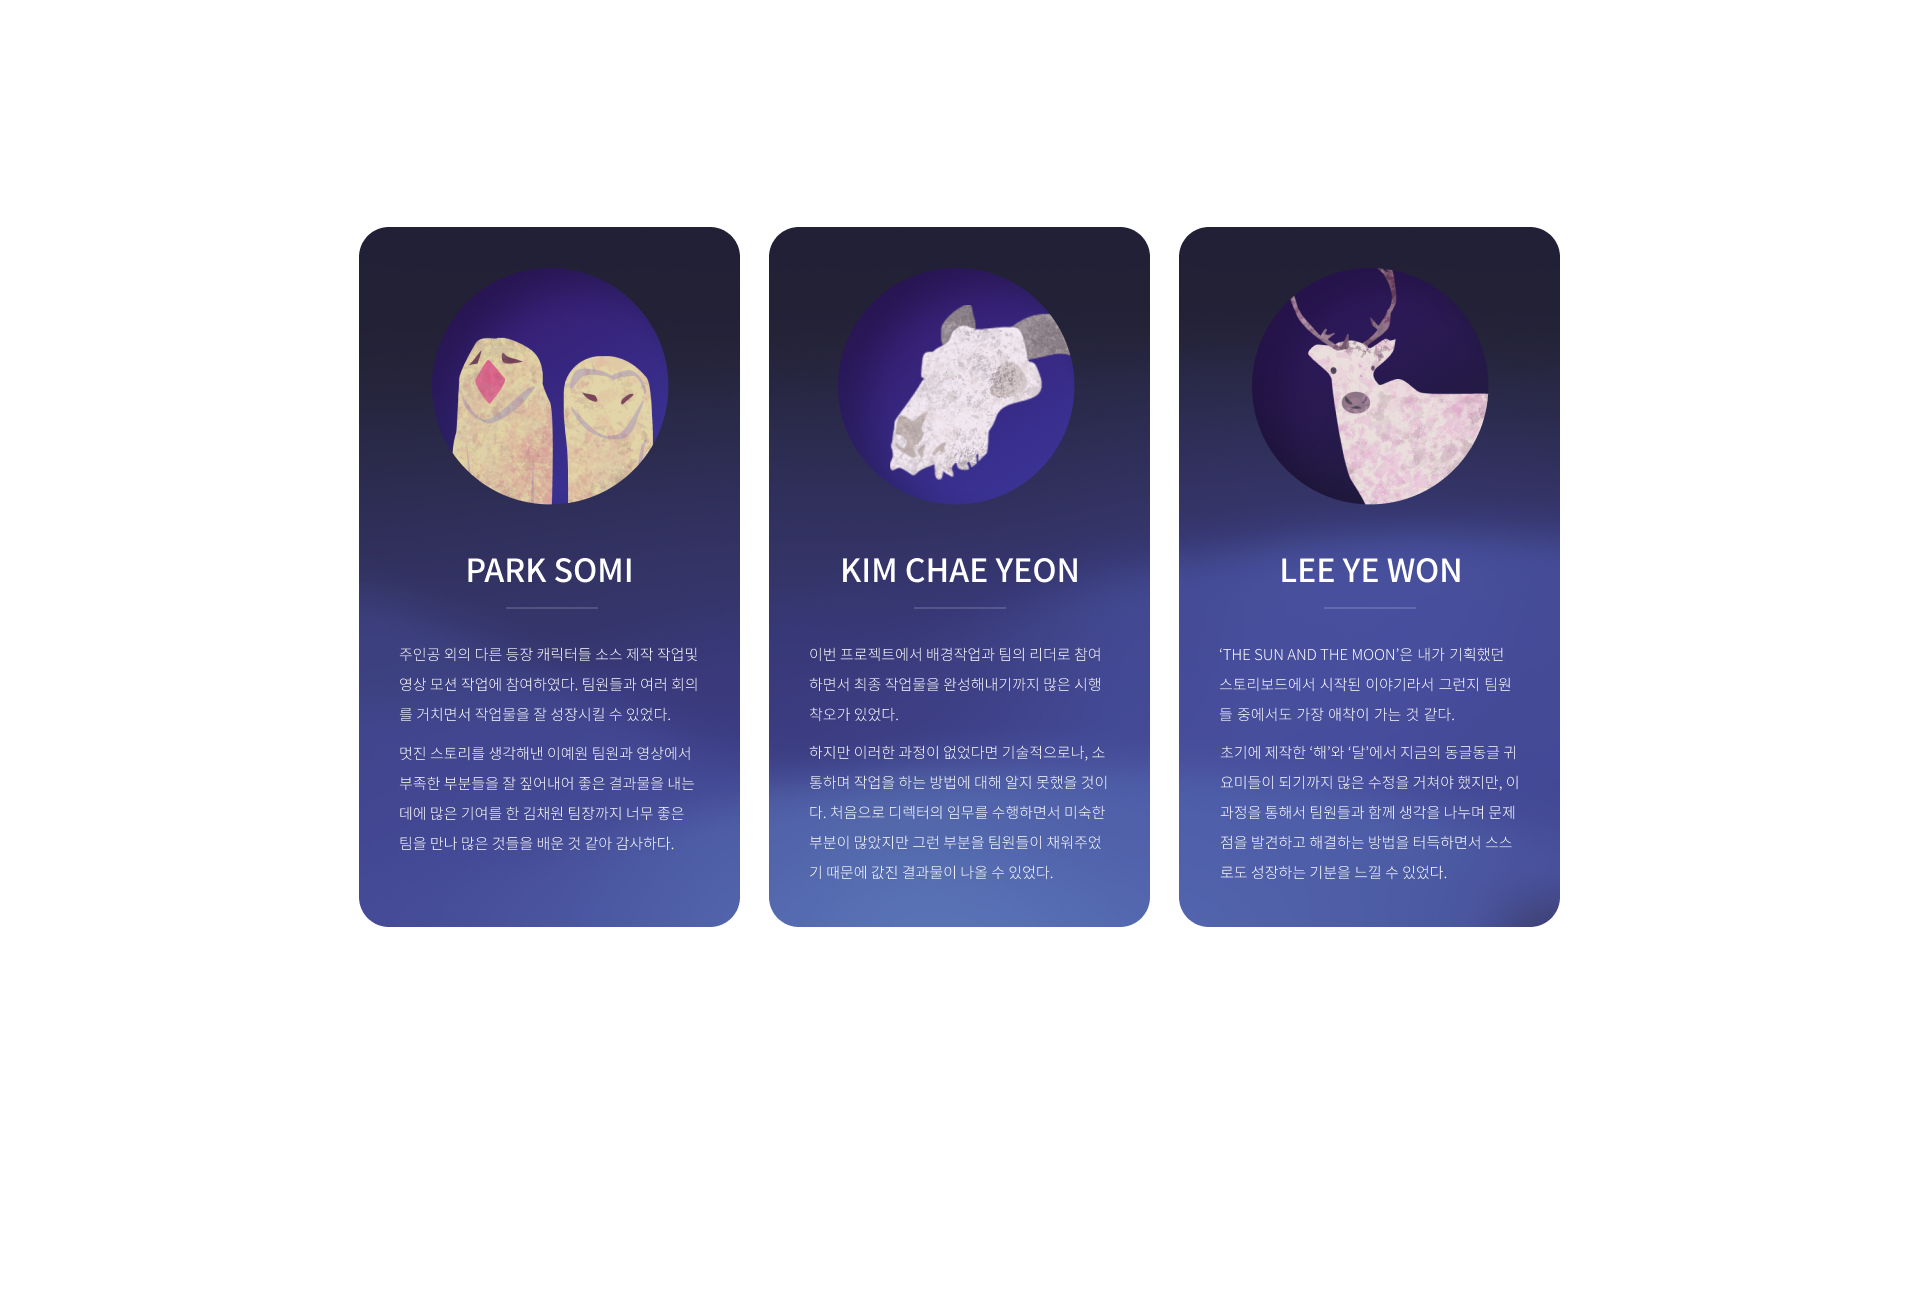 PARK SOMI
주인공 외의 다른 등장 캐릭터들 소스 제작 작업및
영상 모션 작업에 참여하였다. 팀원들과 여러 회의
를 거치면서 작업물을 잘 성장시킬 수 있었다.
멋진 스토리를 생각해낸 이예원 팀원과 영상에서
부족한 부분들을 잘 짚어내어 좋은 결과물을 내는
데에 많은 기여를 한 김채원 팀장까지 너무 좋은
팀을 만나 많은 것들을 배운 것 같아 감사하다.
KIM CHAE YEON
이번 프로젝트에서 배경작업과 팀의 리더로 참여
하면서 최종 작업물을 완성해내기까지 많은 시행
착오가 있었다.
하지만 이러한 과정이 없었다면 기술적으로나, 소
통하며 작업을 하는 방법에 대해 알지 못했을 것이
다. 처음으로 디렉터의 임무를 수행하면서 미숙한
부분이 많았지만 그런 부분을 팀원들이 채워주었
기 때문에 값진 결과물이 나올 수 있었다.
LEE YE WON
‘THE SUN AND THE MOON’은 내가 기획했던
스토리보드에서 시작된 이야기라서 그런지 팀원
들 중에서도 가장 애착이 가는 것 같다.
초기에 제작한 ‘해’와 ‘달’에서 지금의 동글동글 귀
요미들이 되기까지 많은 수정을 거쳐야 했지만, 이
과정을 통해서 팀원들과 함께 생각을 나누며 문제
점을 발견하고 해결하는 방법을 터득하면서 스스
로도 성장하는 기분을 느낄 수 있었다.